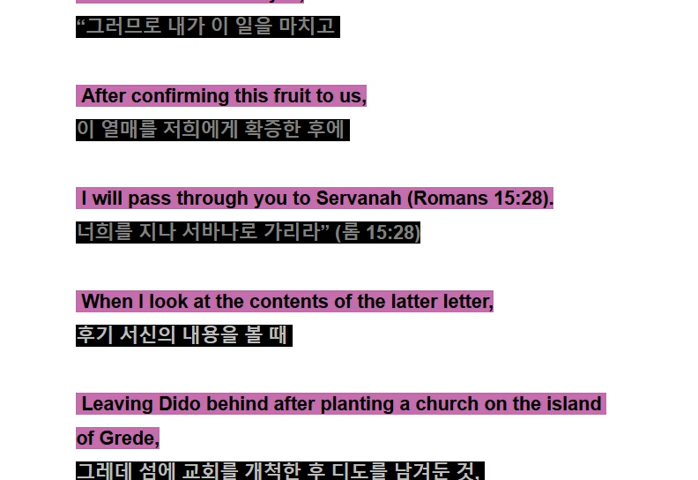 “그러므로 내가 이 일을 마치고
After confirming this fruit to us,
이 열매를 저희에게 확증한 후에
I will pass through you to Servanah (Romans 15:28).
너희를 지나 서바나로 가리라” (롬 15:28)
When I look at the contents of the latter letter,
후기 서신의 내용을 볼 때
Leaving Dido behind after planting a church on the island
of Grede,
그레데 섬에 교회를 개척한 후 디도를 남겨둔 것,